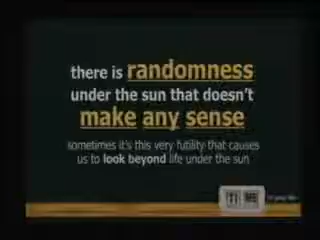 there is randomness
under the sun that doesn't
make any sense
sometimes it's this very futility that causes
us to look beyond life under the sun